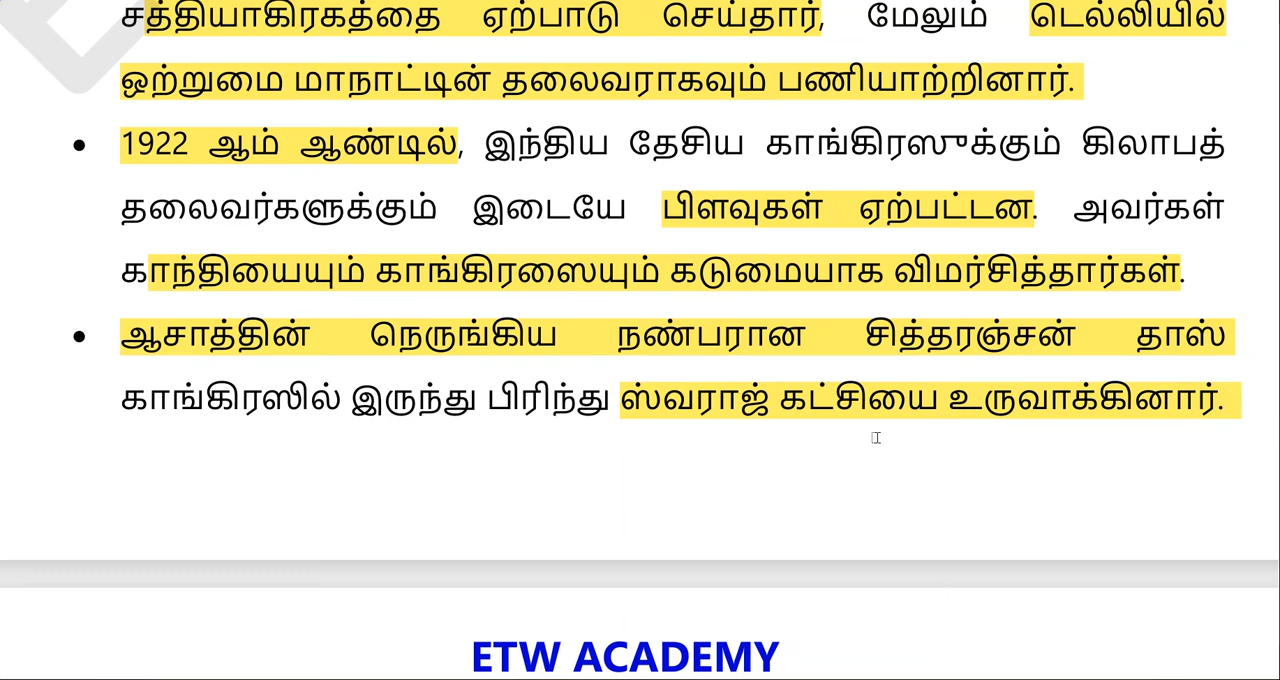 சத்தியாகிரகத்தை ஏற்பாடு செய்தார், மேலும் டெல்லியில்
ஒற்றுமை மாநாட்டின் தலைவராகவும் பணியாற்றினார்.
• 1922 ஆம் ஆண்டில், இந்திய தேசிய காங்கிரஸுக்கும் கிலாபத்
தலைவர்களுக்கும் இடையே பிளவுகள் ஏற்பட்டன. அவர்கள்
காந்தியையும் காங்கிரஸையும் கடுமையாக விமர்சித்தார்கள்.
• ஆசாத்தின் நெருங்கிய நண்பரான சித்தரஞ்சன் தாஸ்
காங்கிரஸில் இருந்து பிரிந்து ஸ்வராஜ் கட்சியை உருவாக்கினார்.
ETW ACADEMY